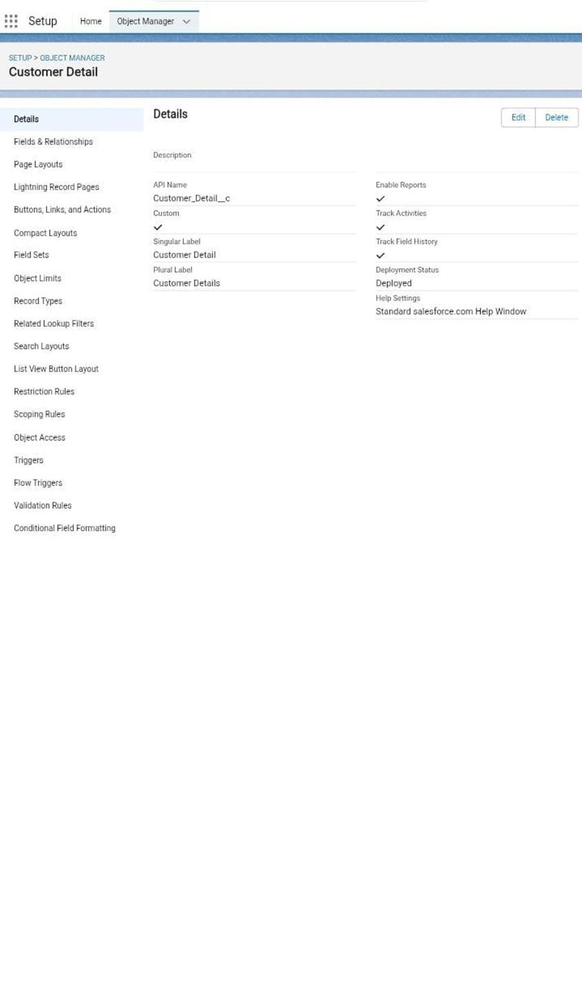 Setup Home Object Manager
SETUP > OBJECT MANAGER
Customer Detail
Details
Fields & Relationships
Page Layouts
Lightning Record Pages
Buttons, Links, and Actions
Compact Layouts
Field Sets
Object Limits
Record Types
Related Lookup Filters
Search Layouts
List View Button Layout
Restriction Rules
Scoping Rules
Object Access
Triggers
Flow Triggers
Validation Rules
Conditional Field Formatting
Details
Edit Delete
Description
API Name
Customer_Detail__c
Custom
Singular Label
Customer Detail
Plural Label
Customer Details
Enable Reports
Track Activities
Track Field History
Deployment Status
Deployed
Help Settings
Standard salesforce.com Help Window